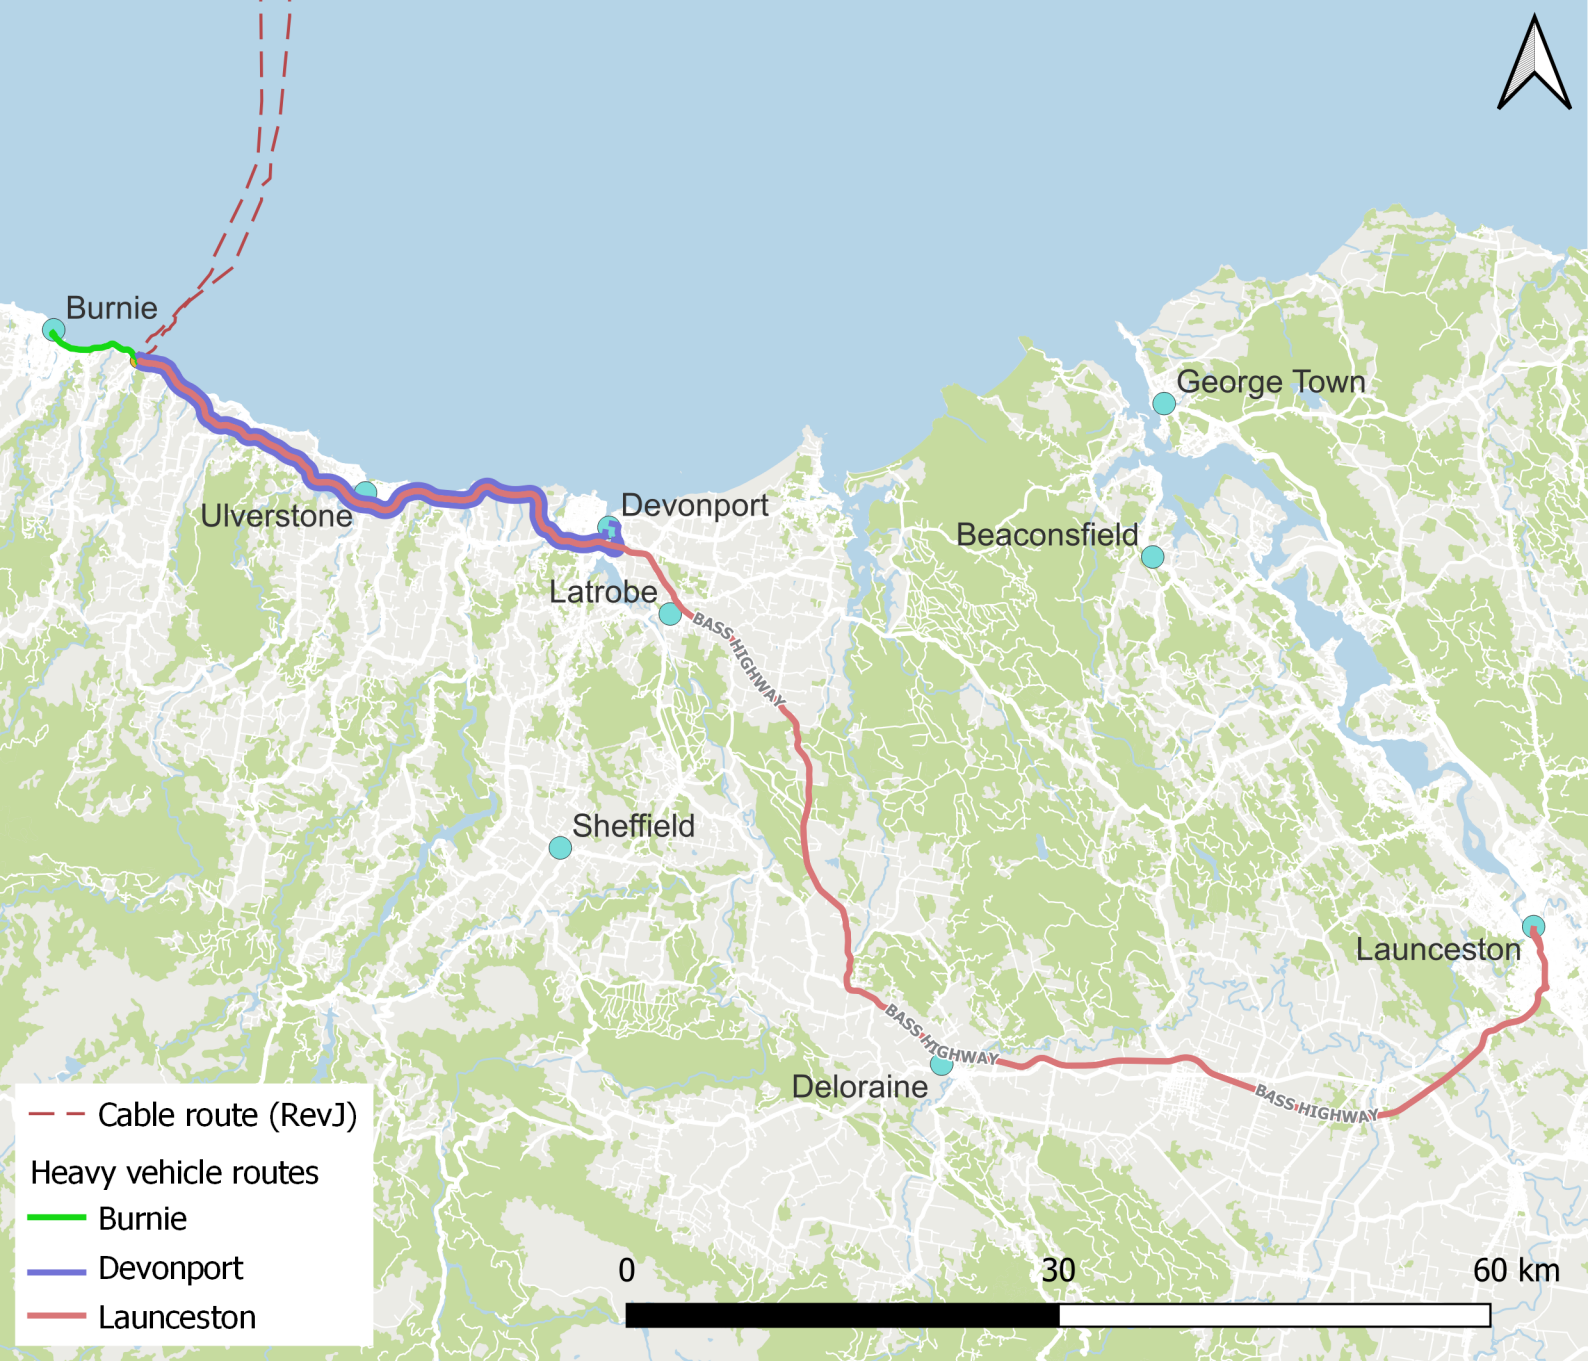 Burnie
George Town
Devonport
Ulverstone
Beaconsfield
Latrobe
BASS HIGHWAY
Sheffield
Launceston
BASS HIGHWAY
Deloraine
BASS HIGHWAY
Cable route (RevJ)
Heavy vehicle routes
Burnie
Devonport
Launceston
0 30 60 km